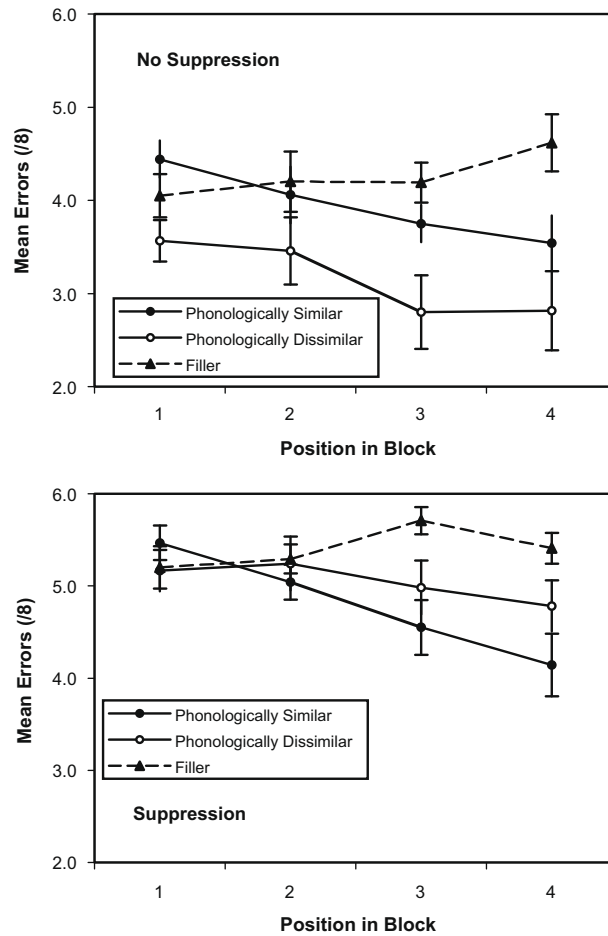 6.0
No Suppression
5.0
Mean Errors (/8)
4.0
3.0
Phonologically Similar
Phonologically Dissimilar
Filler
2.0
1 2 3 4
Position in Block
6.0
5.0
Mean Errors (/8)
4.0
Phonologically Similar
Phonologically Dissimilar
3.0
Filler
Suppression
2.0
1 2 3 4
Position in Block